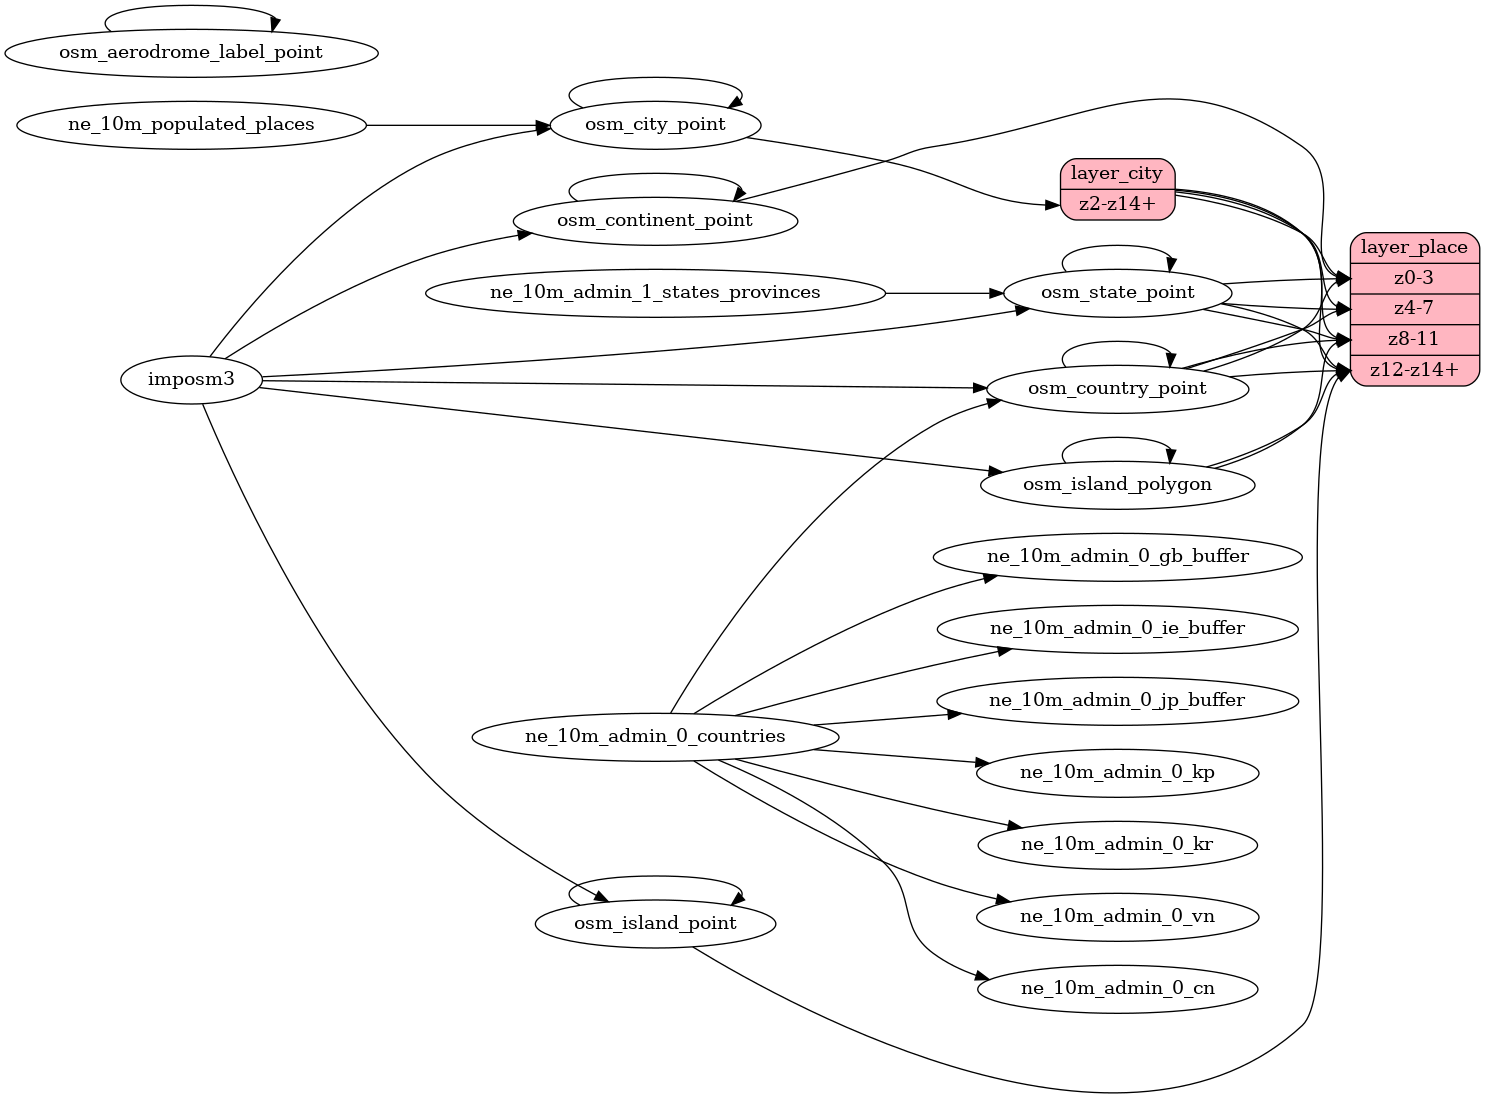 osm_aerodrome_label_point
ne_10m_populated_places
osm_city_point
layer_city
z2-z14+
osm_continent_point
layer_place
z0-3
z4-7
z8-11
z12-z14+
ne_10m_admin_1_states_provinces
osm_state_point
imposm3
osm_country_point
osm_island_polygon
ne_10m_admin_0_gb_buffer
ne_10m_admin_0_ie_buffer
ne_10m_admin_0_jp_buffer
ne_10m_admin_0_countries
ne_10m_admin_0_kp
ne_10m_admin_0_kr
ne_10m_admin_0_vn
osm_island_point
ne_10m_admin_0_cn